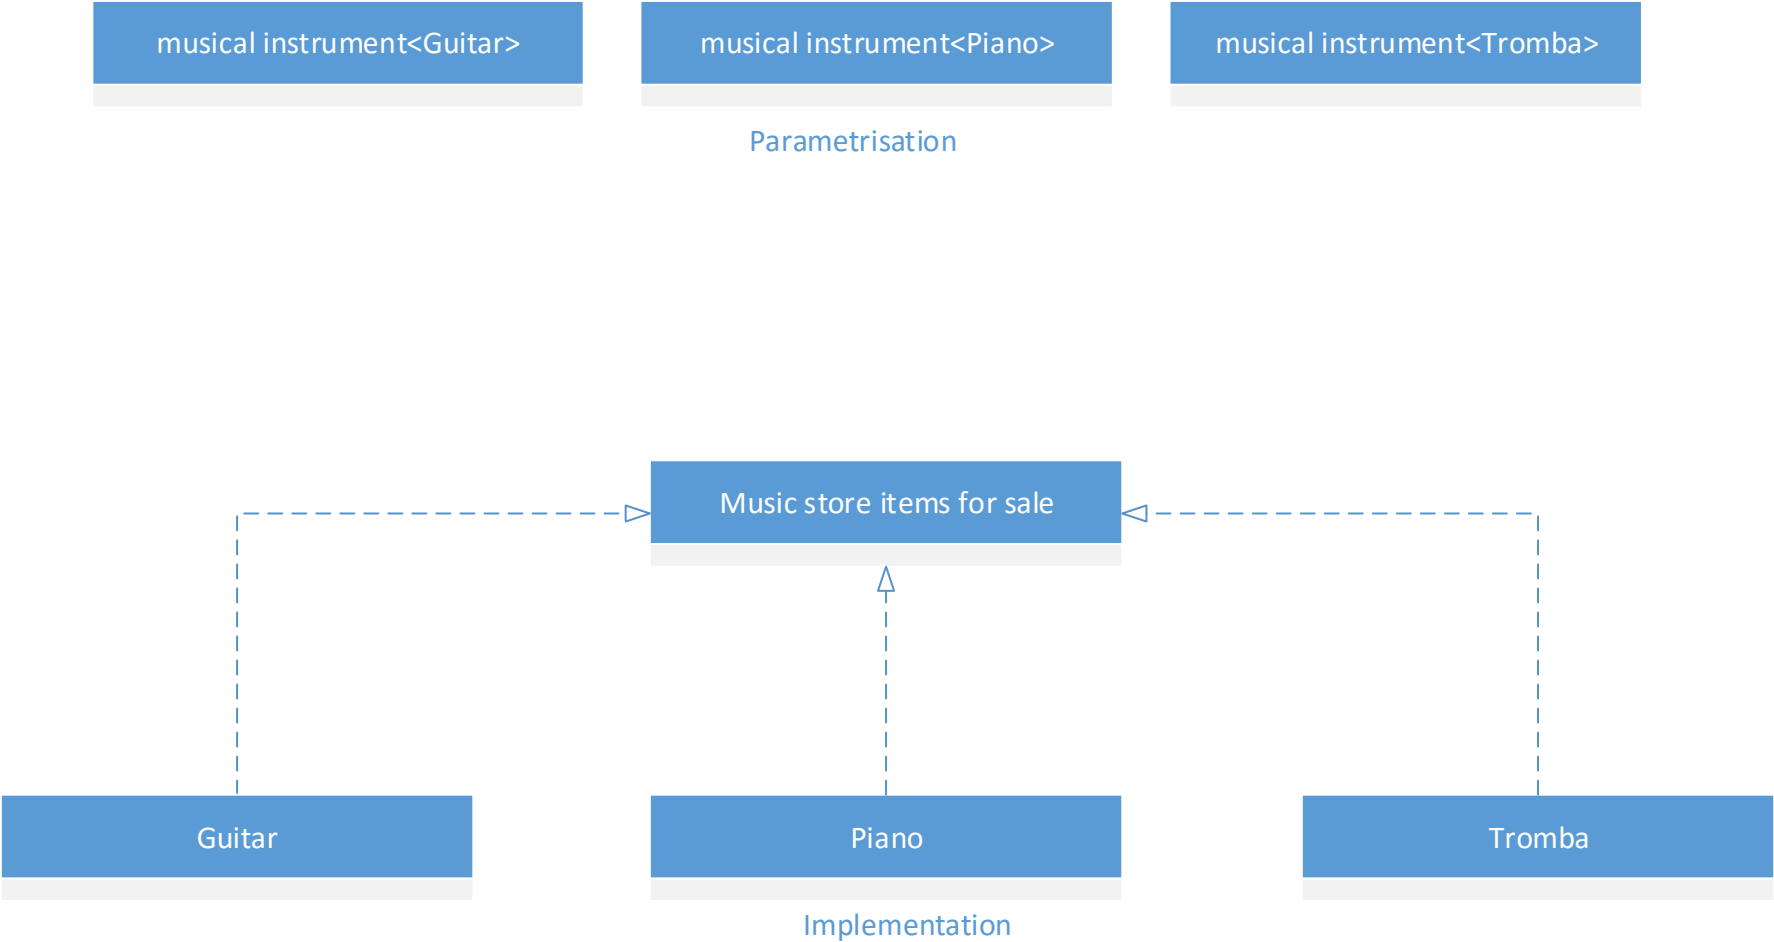 musical instrument<Guitar>
musical instrument<Piano>
musical instrument<Tromba>
Parametrisation
Music store items for sale
Guitar
Piano
Tromba
Implementation